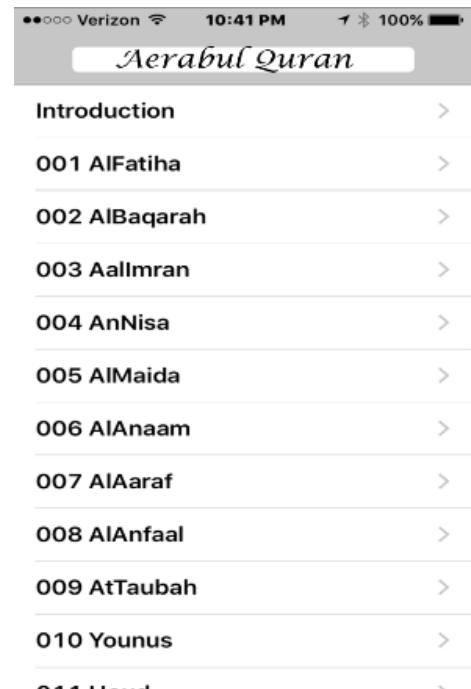 ●●○○○ Verizon 10:41 PM 100%
Aerabul Quran
Introduction
001 AlFatiha
002 AlBaqarah
003 AalImran
004 AnNisa
005 AlMaida
006 AlAnaam
007 AlAaraf
008 AlAnfaal
009 AtTaubah
010 Younus